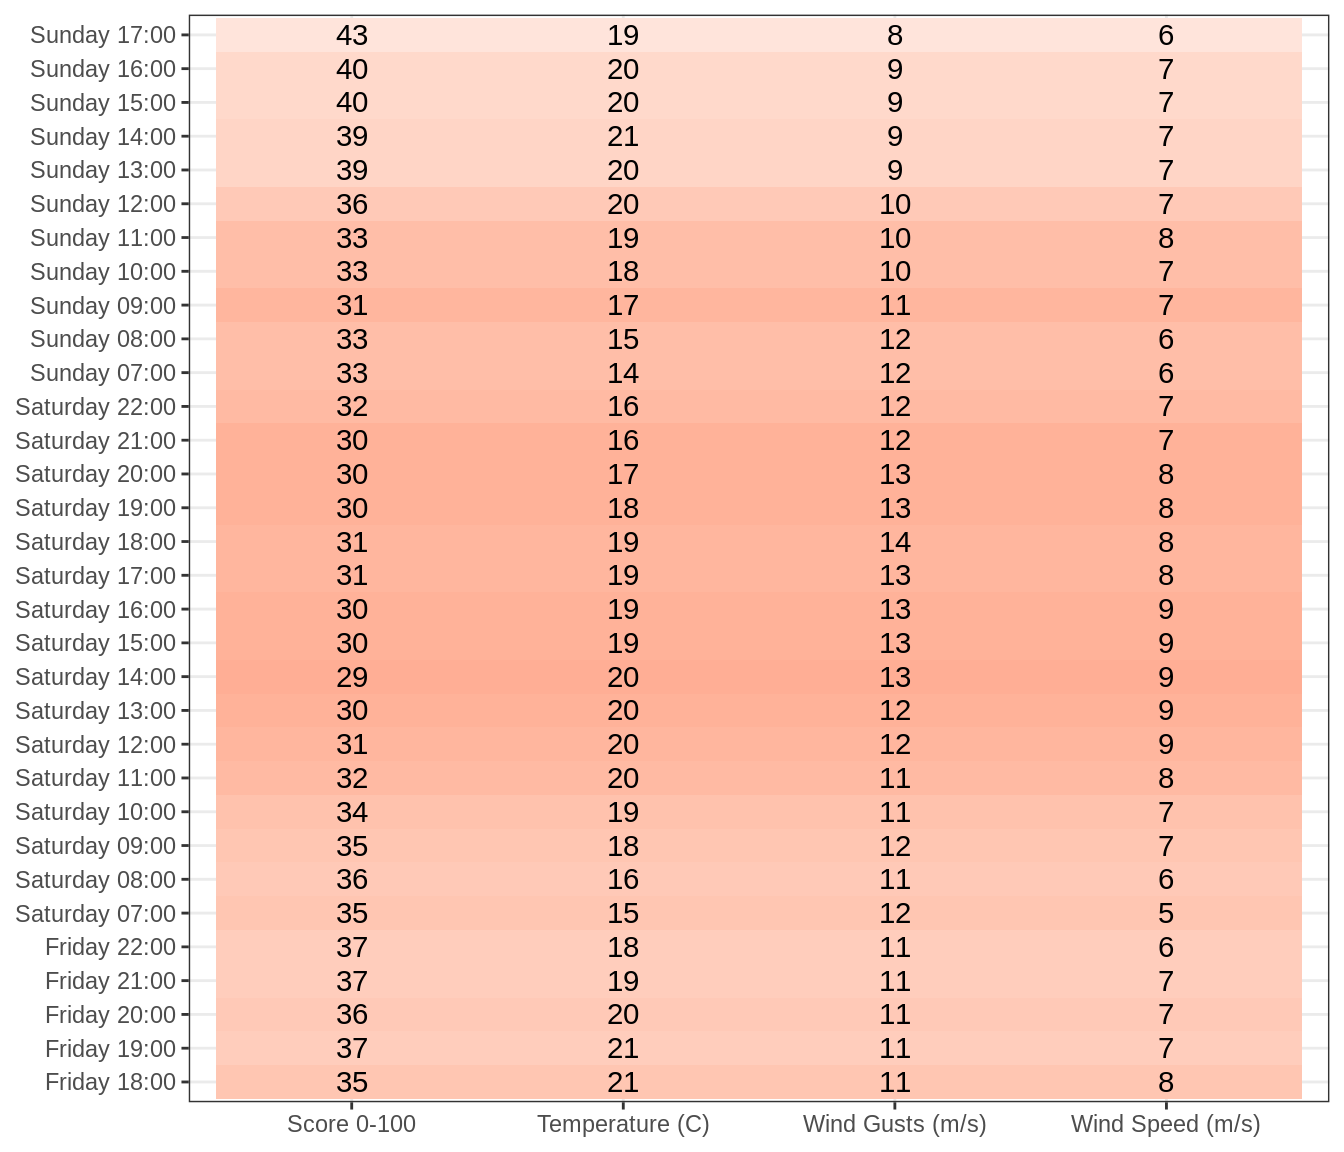 Sunday 17:00 43 19 8 6
Sunday 16:00 40 20 9 7
Sunday 15:00 40 20 9 7
Sunday 14:00 39 21 9 7
Sunday 13:00 39 20 9 7
Sunday 12:00 36 20 10 7
Sunday 11:00 33 19 10 8
Sunday 10:00 33 18 10 7
Sunday 09:00 31 17 11 7
Sunday 08:00 33 15 12 6
Sunday 07:00 33 14 12 6
Saturday 22:00 32 16 12 7
Saturday 21:00 30 16 12 7
Saturday 20:00 30 17 13 8
Saturday 19:00 30 18 13 8
Saturday 18:00 31 19 14 8
Saturday 17:00 31 19 13 8
Saturday 16:00 30 19 13 9
Saturday 15:00 30 19 13 9
Saturday 14:00 29 20 13 9
Saturday 13:00 30 20 12 9
Saturday 12:00 31 20 12 9
Saturday 11:00 32 20 11 8
Saturday 10:00 34 19 11 7
Saturday 09:00 35 18 12 7
Saturday 08:00 36 16 11 6
Saturday 07:00 35 15 12 5
Friday 22:00 37 18 11 6
Friday 21:00 37 19 11 7
Friday 20:00 36 20 11 7
Friday 19:00 37 21 11 7
Friday 18:00 35 21 11 8
Score 0-100 Temperature (C) Wind Gusts (m/s) Wind Speed (m/s)